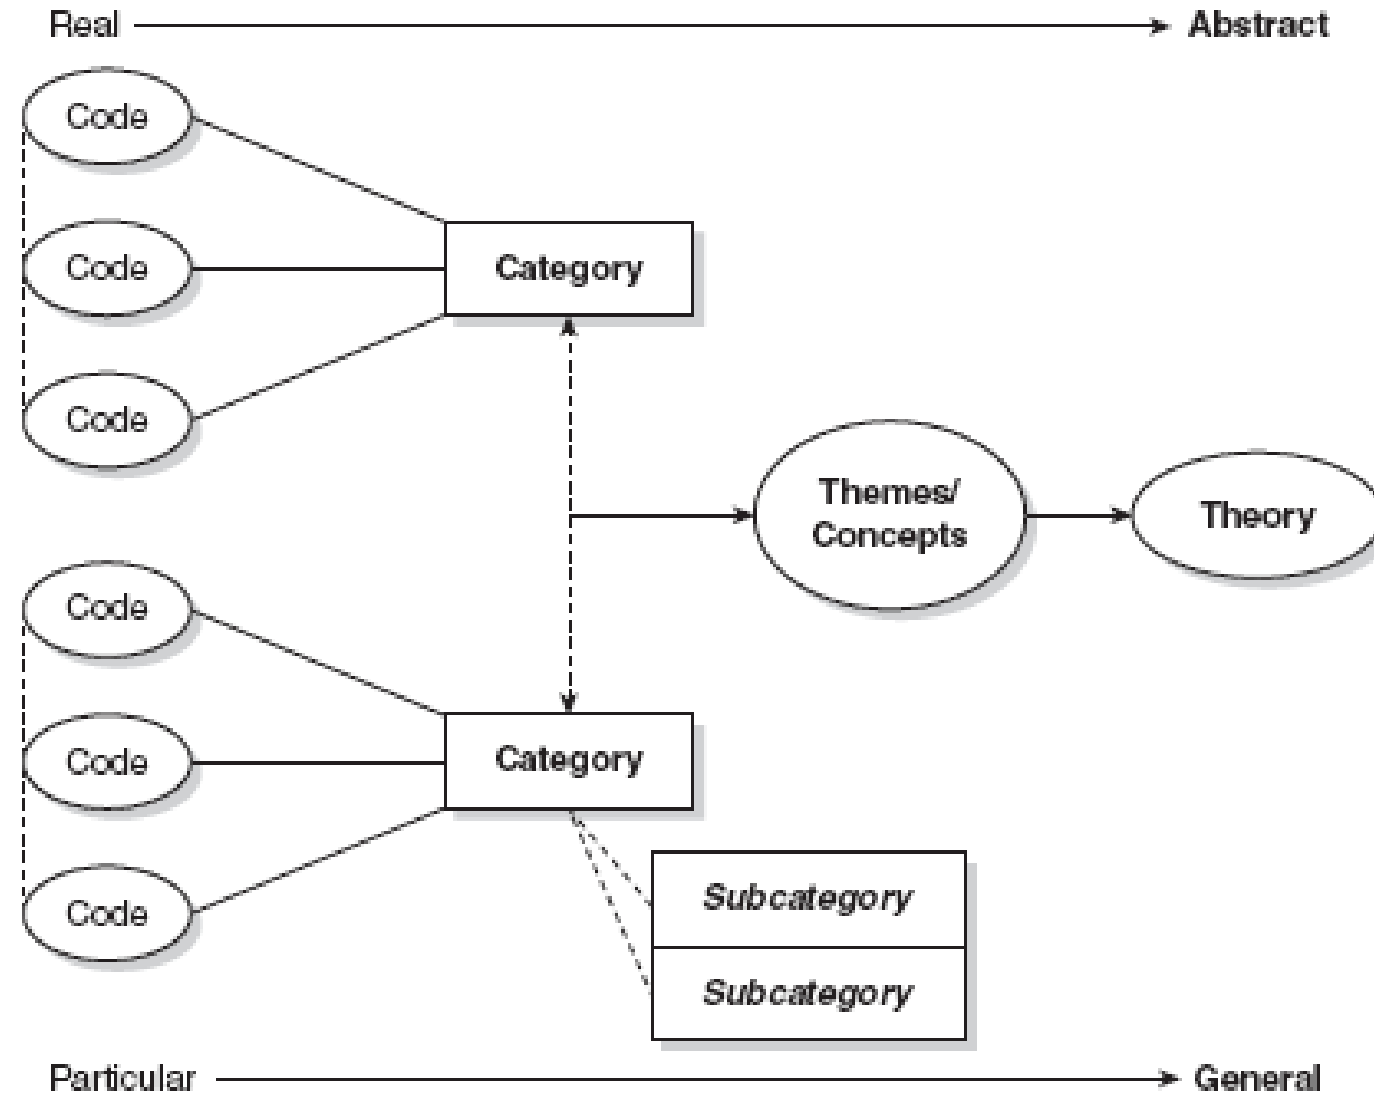 Real
Abstract
Code
Code
Category
Code
Themes/
Concepts
Theory
Code
Code
Category
Code
Subcategory
Subcategory
Particular
General